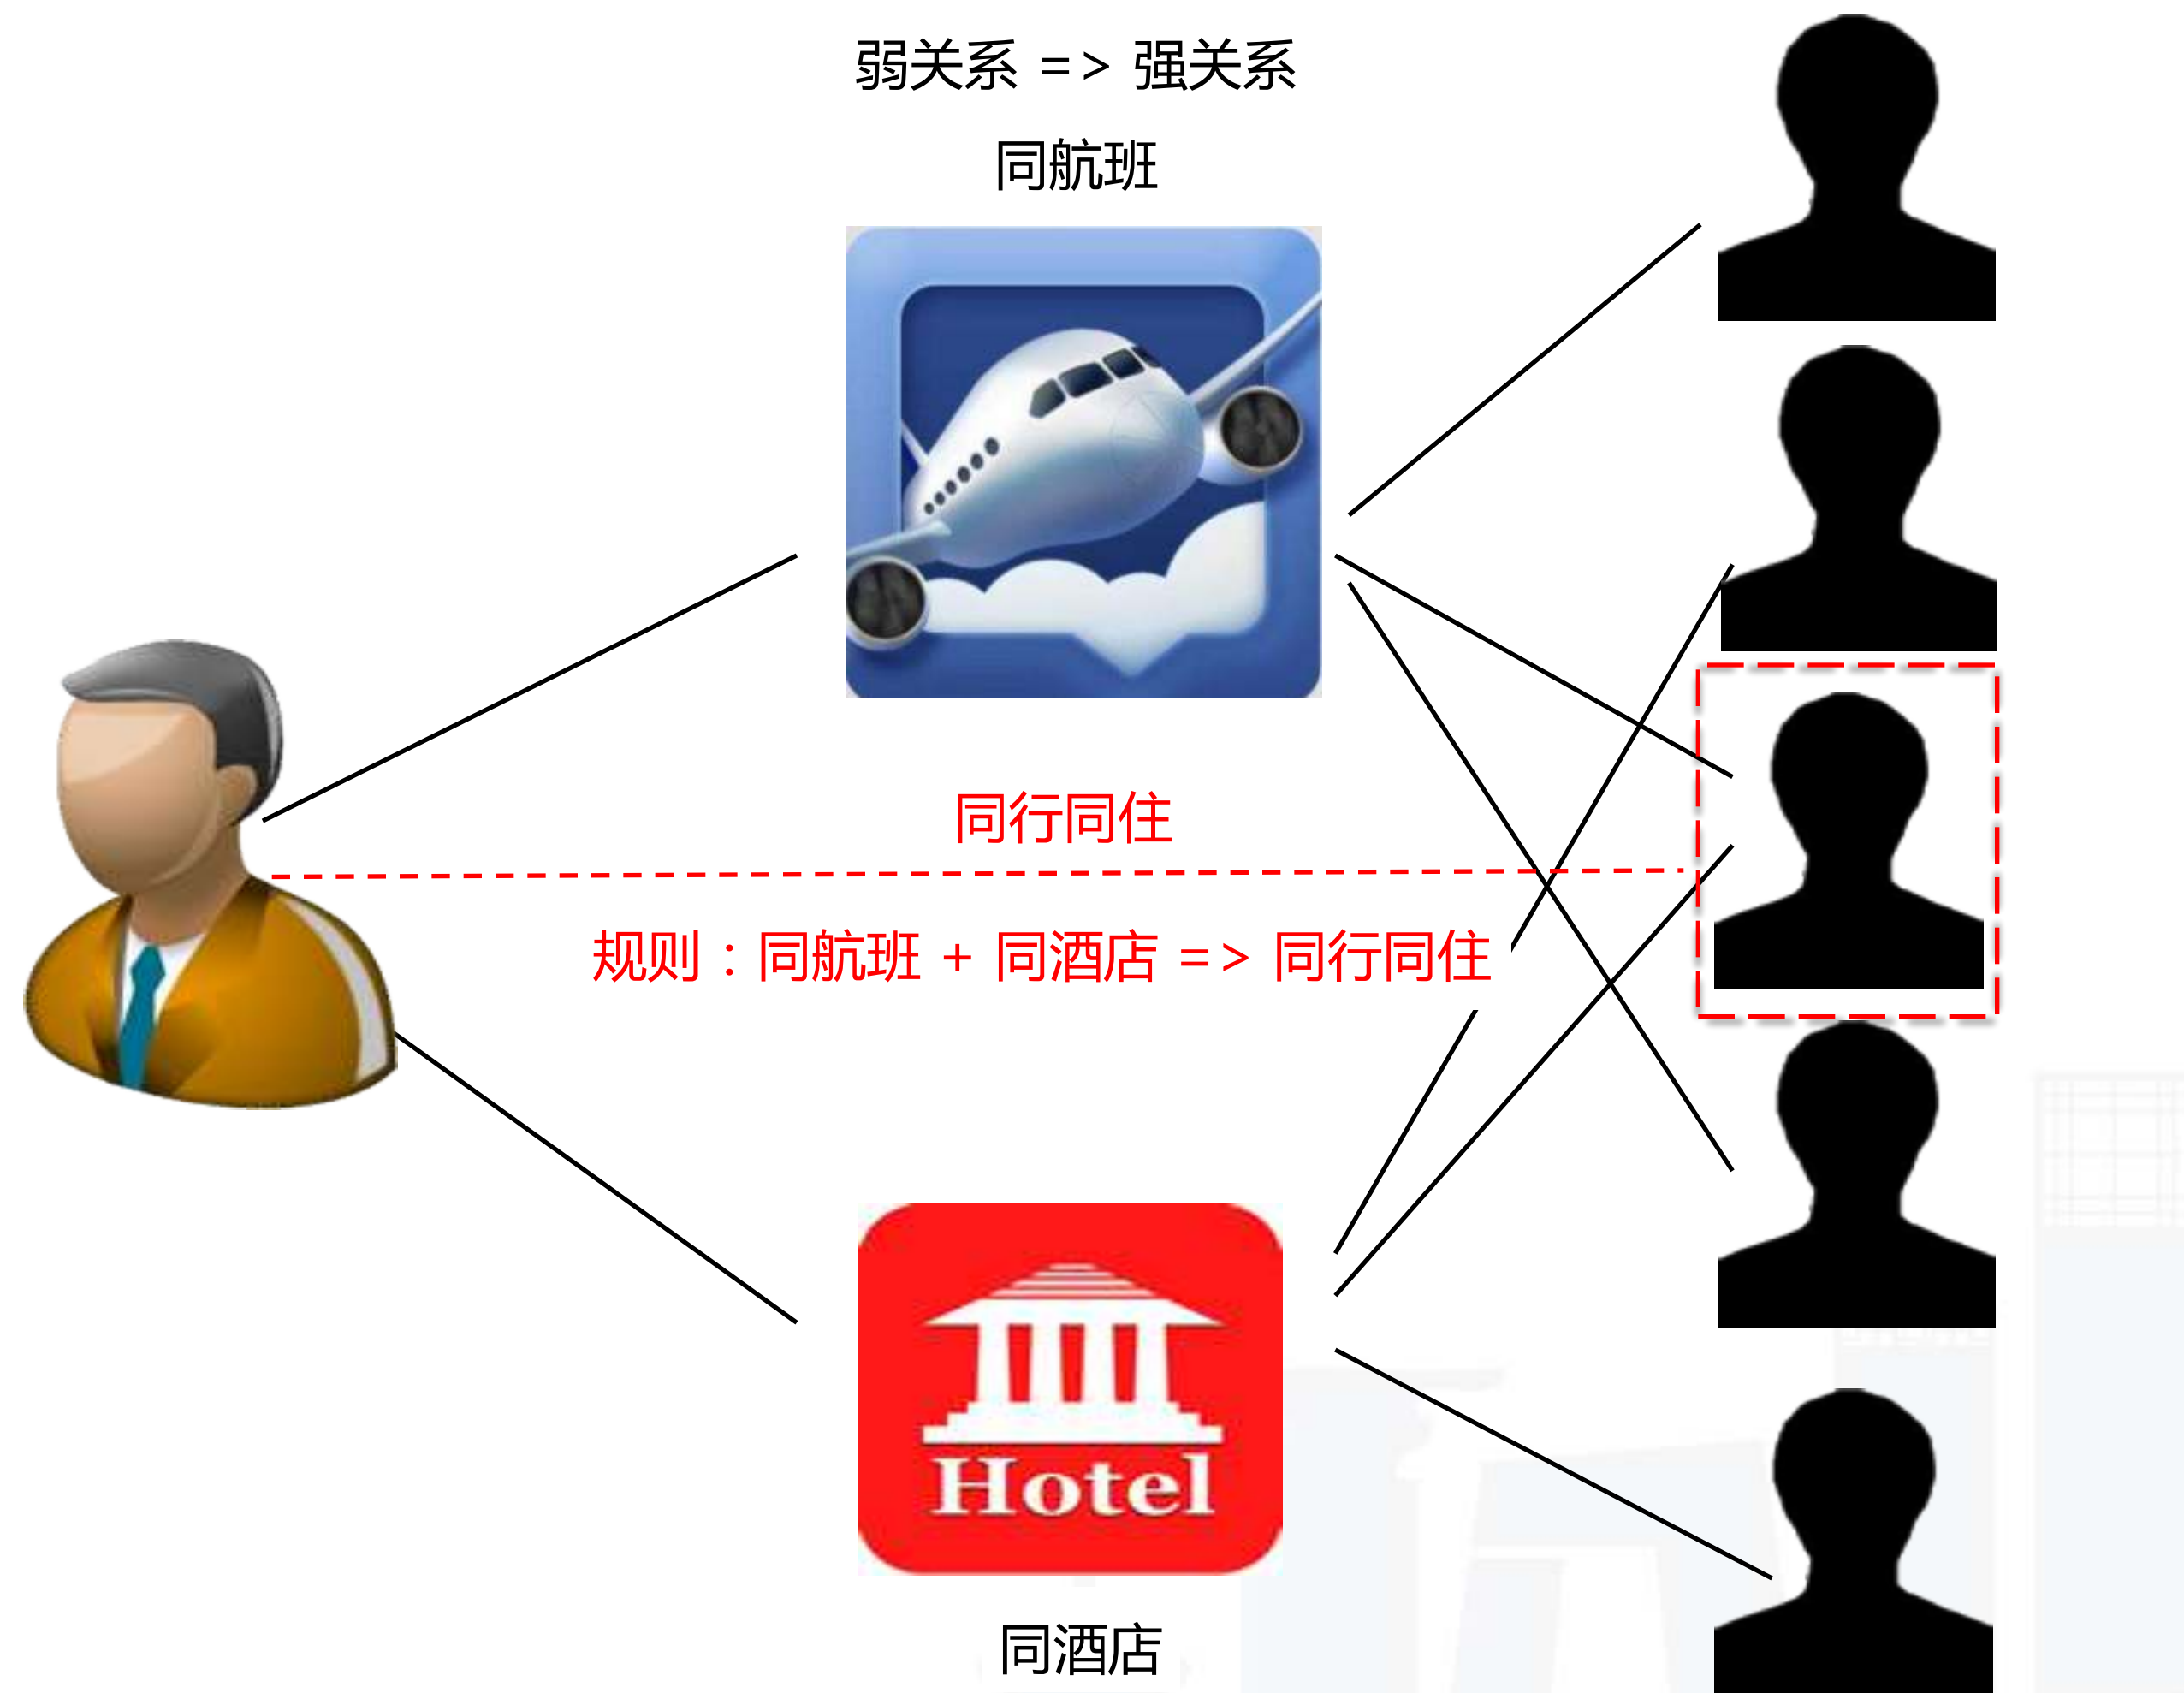 弱关系 => 强关系
同航班
同行同住
规则：同航班 + 同酒店 => 同行同住
Hotel
同酒店